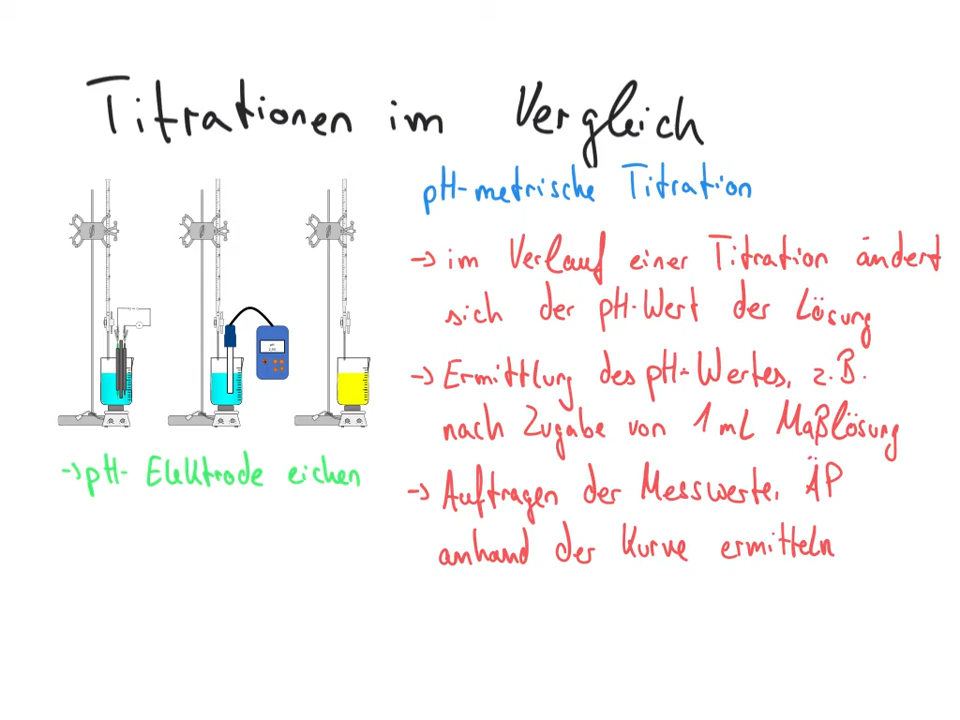 Titrationen im Vergleich
pH-metrische Titration
→ im Verlauf einer Titration ändert
sich der pH-Wert der Lösung
→ Ermittlung des pH-Wertes, z.B.
nach Zugabe von 1 mL Maßlösung
→ Auftragen der Messwerte, ÄP
anhand der Kurve ermitteln
→ pH-Elektrode eichen